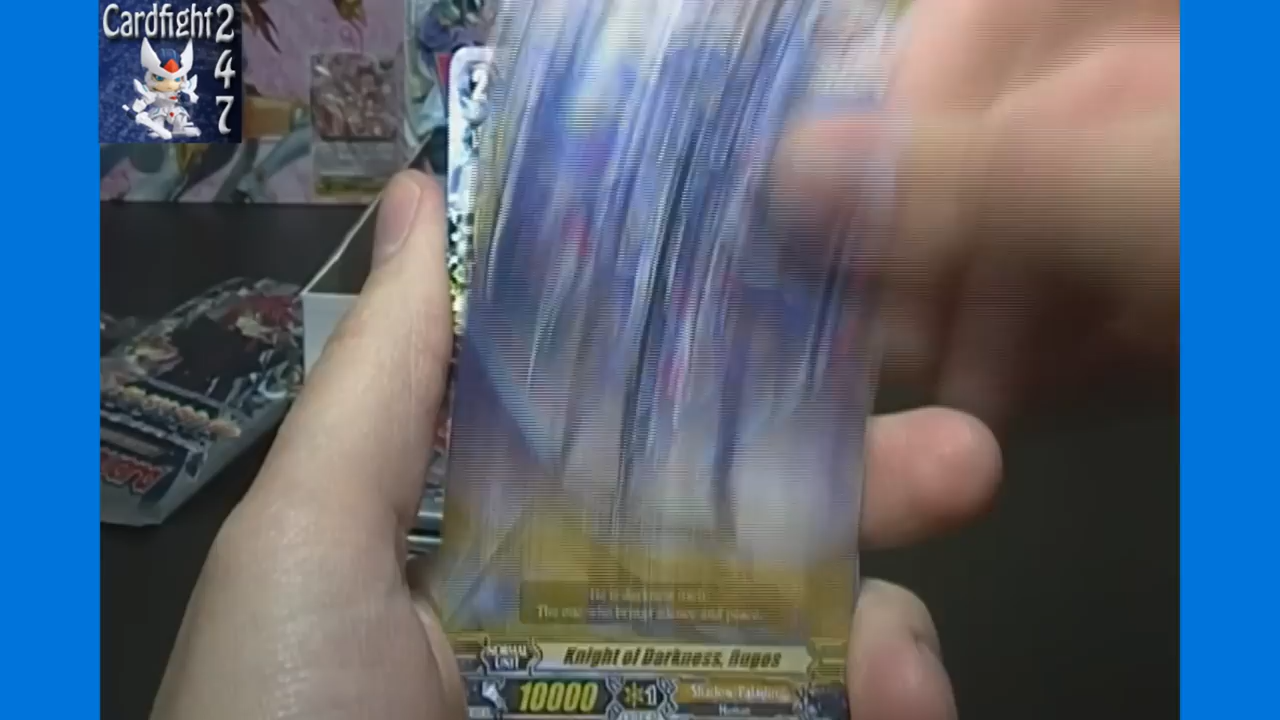 Cardfight 2
4
7
2
He is darkness itself.
The one who brings silence and peace.
NORMAL
UNIT
Knight of Darkness, Rugos
10000
1
Shadow Paladin
Human